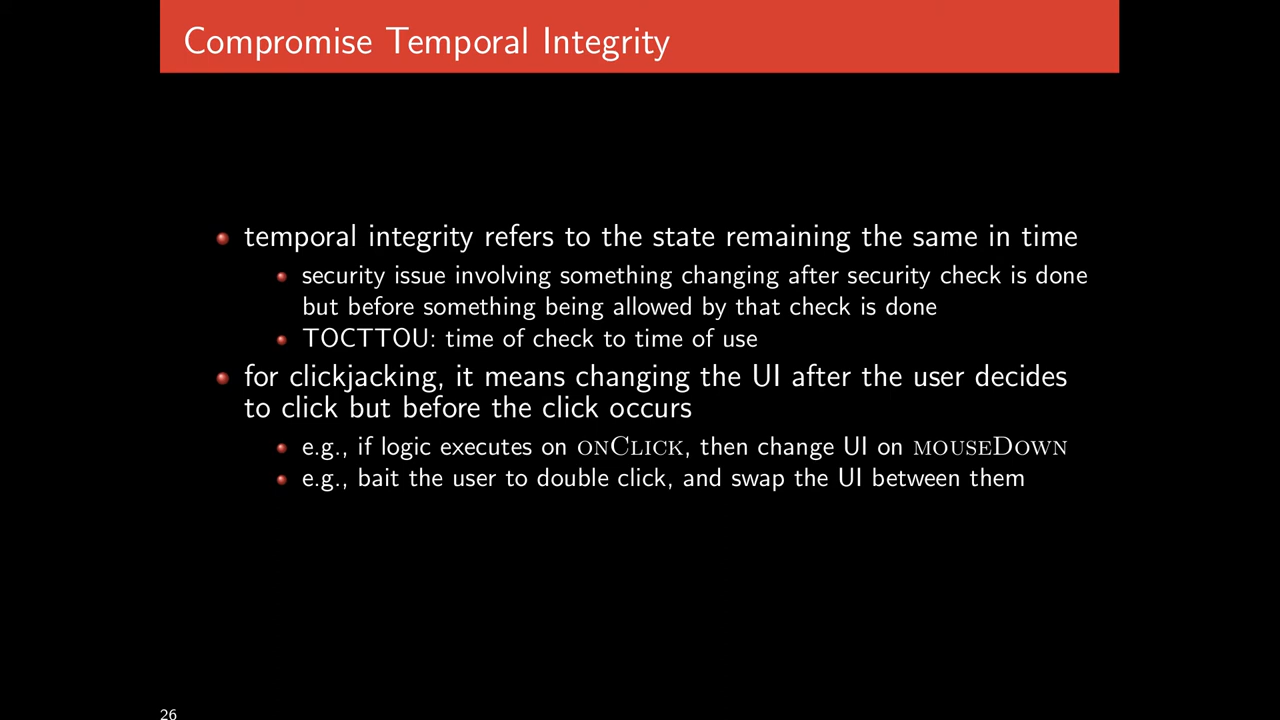 Compromise Temporal Integrity
temporal integrity refers to the state remaining the same in time
security issue involving something changing after security check is done
but before something being allowed by that check is done
TOCTTOU: time of check to time of use
for clickjacking, it means changing the UI after the user decides
to click but before the click occurs
e.g., if logic executes on onClick, then change UI on mouseDown
e.g., bait the user to double click, and swap the UI between them
26